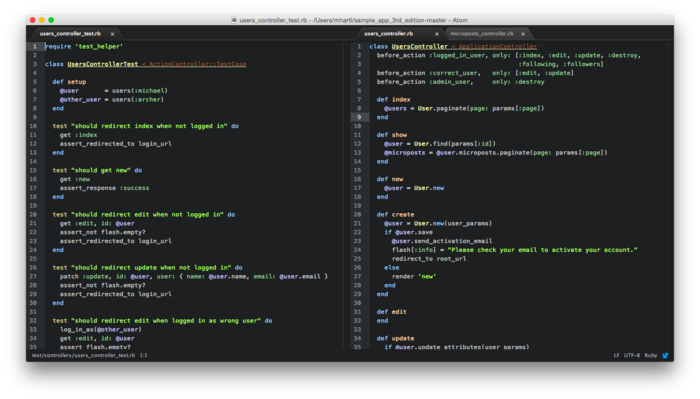 users_controller_test.rb - /Users/mhartl/sample_app_3rd_edition-master - Atom
users_controller_test.rb ×
1 require 'test_helper'
2
3 class UsersControllerTest < ActionController::TestCase
4
5 def setup
6 @user = users(:michael)
7 @other_user = users(:archer)
8 end
9
10 test "should redirect index when not logged in" do
11 get :index
12 assert_redirected_to login_url
13 end
14
15 test "should get new" do
16 get :new
17 assert_response :success
18 end
19
20 test "should redirect edit when not logged in" do
21 get :edit, id: @user
22 assert_not flash.empty?
23 assert_redirected_to login_url
24 end
25
26 test "should redirect update when not logged in" do
27 patch :update, id: @user, user: { name: @user.name, email: @user.email }
28 assert_not flash.empty?
29 assert_redirected_to login_url
30 end
31
32 test "should redirect edit when logged in as wrong user" do
33 log_in_as(@other_user)
34 get :edit, id: @user
35 assert flash.empty?
users_controller.rb × microposts_controller.rb ×
1 class UsersController < ApplicationController
2 before_action :logged_in_user, only: [:index, :edit, :update, :destroy,
3 :following, :followers]
4 before_action :correct_user, only: [:edit, :update]
5 before_action :admin_user, only: :destroy
6
7 def index
8 @users = User.paginate(page: params[:page])
9 end
10
11 def show
12 @user = User.find(params[:id])
13 @microposts = @user.microposts.paginate(page: params[:page])
14 end
15
16 def new
17 @user = User.new
18 end
19
20 def create
21 @user = User.new(user_params)
22 if @user.save
23 @user.send_activation_email
24 flash[:info] = "Please check your email to activate your account."
25 redirect_to root_url
26 else
27 render 'new'
28 end
29 end
30
31 def edit
32 end
33
34 def update
35 if @user.update_attributes(user_params)
test/controllers/users_controller_test.rb 1:1
LF UTF-8 Ruby